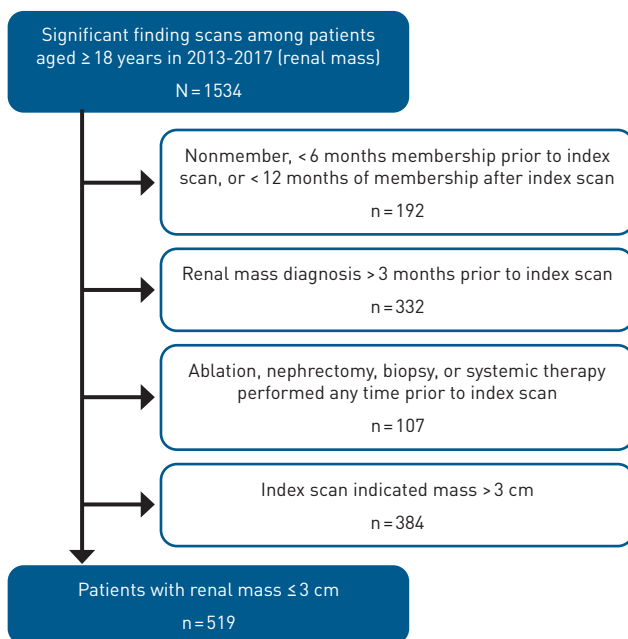 Significant finding scans among patients
aged ≥ 18 years in 2013-2017 (renal mass)
N = 1534
Nonmember, < 6 months membership prior to index
scan, or < 12 months of membership after index scan
n = 192
Renal mass diagnosis > 3 months prior to index scan
n = 332
Ablation, nephrectomy, biopsy, or systemic therapy
performed any time prior to index scan
n = 107
Index scan indicated mass > 3 cm
n = 384
Patients with renal mass ≤ 3 cm
n = 519